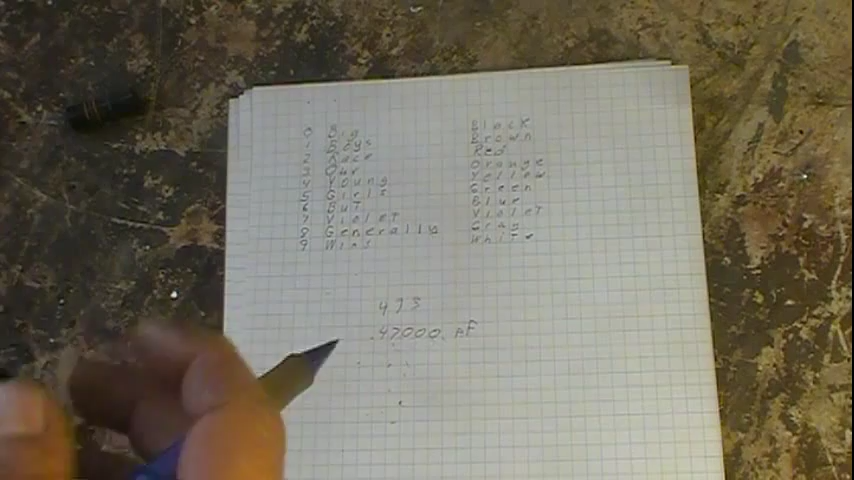 0 Big Black
1 Boys Brown
2 Race Red
3 Our Orange
4 Young Yellow
5 Girls Green
6 But Blue
7 Violet Violet
8 Generally Gray
9 Wins White
473
.47000. pF